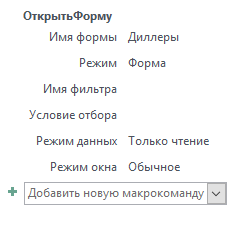 ОткрытьФорму
Имя формы Диллеры
Режим Форма
Имя фильтра
Условие отбора
Режим данных Только чтение
Режим окна Обычное
Добавить новую макрокоманду